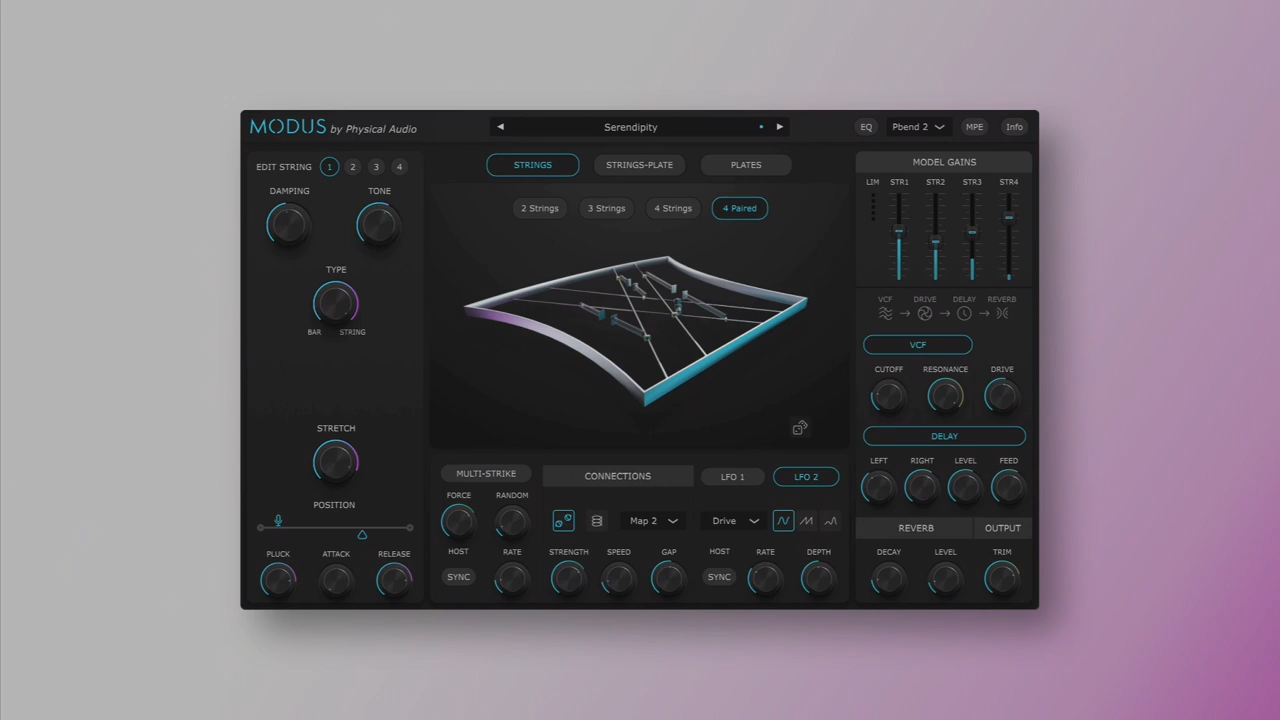 MODUS by Physical Audio
Serendipity
EQ Pbend 2 MPE Info
EDIT STRING 1 2 3 4
DAMPING TONE
TYPE
BAR STRING
STRETCH
POSITION
PLUCK ATTACK RELEASE
STRINGS STRINGS-PLATE PLATES
2 Strings 3 Strings 4 Strings 4 Paired
MULTI-STRIKE
FORCE RANDOM
HOST RATE
SYNC
CONNECTIONS LFO 1 LFO 2
Map 2 Drive
STRENGTH SPEED GAP HOST RATE DEPTH
SYNC
MODEL GAINS
LIM STR1 STR2 STR3 STR4
VCF DRIVE DELAY REVERB
VCF
CUTOFF RESONANCE DRIVE
DELAY
LEFT RIGHT LEVEL FEED
REVERB OUTPUT
DECAY LEVEL TRIM